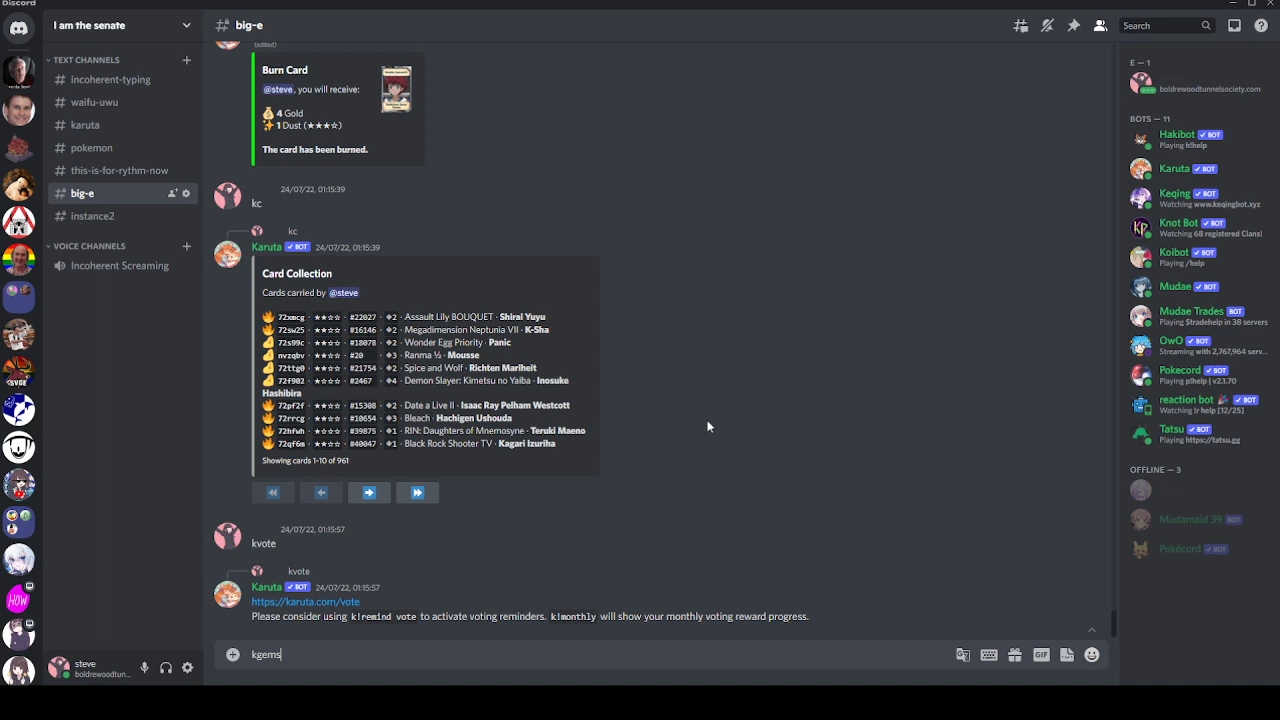 Discord
I am the senate
TEXT CHANNELS
incoherent-typing
waifu-uwu
karuta
pokemon
this-is-for-rythm-now
big-e
instance2
VOICE CHANNELS
Incoherent Screaming
steve
boldrewoodtun...
HOW
SVGE
big-e
Search
(edited)
Burn Card
@steve, you will receive:
4 Gold
1 Dust (★★★☆)
The card has been burned.
24/07/22, 01:15:39
kc
kc
Karuta ✓ BOT 24/07/22, 01:15:39
Card Collection
Cards carried by @steve
72xmcg · ★★☆☆ · #22027 · ◈2 · Assault Lily BOUQUET · Shirai Yuyu
72sw25 · ★★☆☆ · #16146 · ◈2 · Megadimension Neptunia VII · K-Sha
72s99c · ★★☆☆ · #18078 · ◈2 · Wonder Egg Priority · Panic
nvzqbv · ★★☆☆ · #20 · ◈3 · Ranma ½ · Mousse
72ttg0 · ★★☆☆ · #21754 · ◈2 · Spice and Wolf · Richten Marlheit
72f902 · ★★☆☆ · #2467 · ◈4 · Demon Slayer: Kimetsu no Yaiba · Inosuke
Hashibira
72pf2f · ★★☆☆ · #15308 · ◈2 · Date a Live II · Isaac Ray Pelham Westcott
72rrcg · ★★☆☆ · #10654 · ◈3 · Bleach · Hachigen Ushouda
72hfwh · ★★☆☆ · #39875 · ◈1 · RIN: Daughters of Mnemosyne · Teruki Maeno
72qf6m · ★★☆☆ · #40047 · ◈1 · Black Rock Shooter TV · Kagari Izuriha
Showing cards 1-10 of 961
24/07/22, 01:15:57
kvote
kvote
Karuta ✓ BOT 24/07/22, 01:15:57
https://karuta.com/vote
Please consider using k!remind vote to activate voting reminders. k!monthly will show your monthly voting reward progress.
kgems
GIF
E — 1
boldrewoodtunnelsociety.com
BOTS — 11
Hakibot ✓ BOT
Playing h!help
Karuta ✓ BOT
Keqing ✓ BOT
Watching www.keqingbot.xyz
Knot Bot ✓ BOT
Watching 68 registered Clans!
Koibot ✓ BOT
Playing /help
Mudae ✓ BOT
Mudae Trades BOT
Playing $tradehelp in 38 servers
OwO ✓ BOT
Streaming with 2,767,964 serv...
Pokecord ✓ BOT
Playing p!help | v2.1.70
reaction bot 🎉 ✓ BOT
Watching !r help [12/25]
Tatsu ✓ BOT
Playing https://tatsu.gg
OFFLINE — 3
Mudamaid 39 BOT
Pokécord ✓ BOT